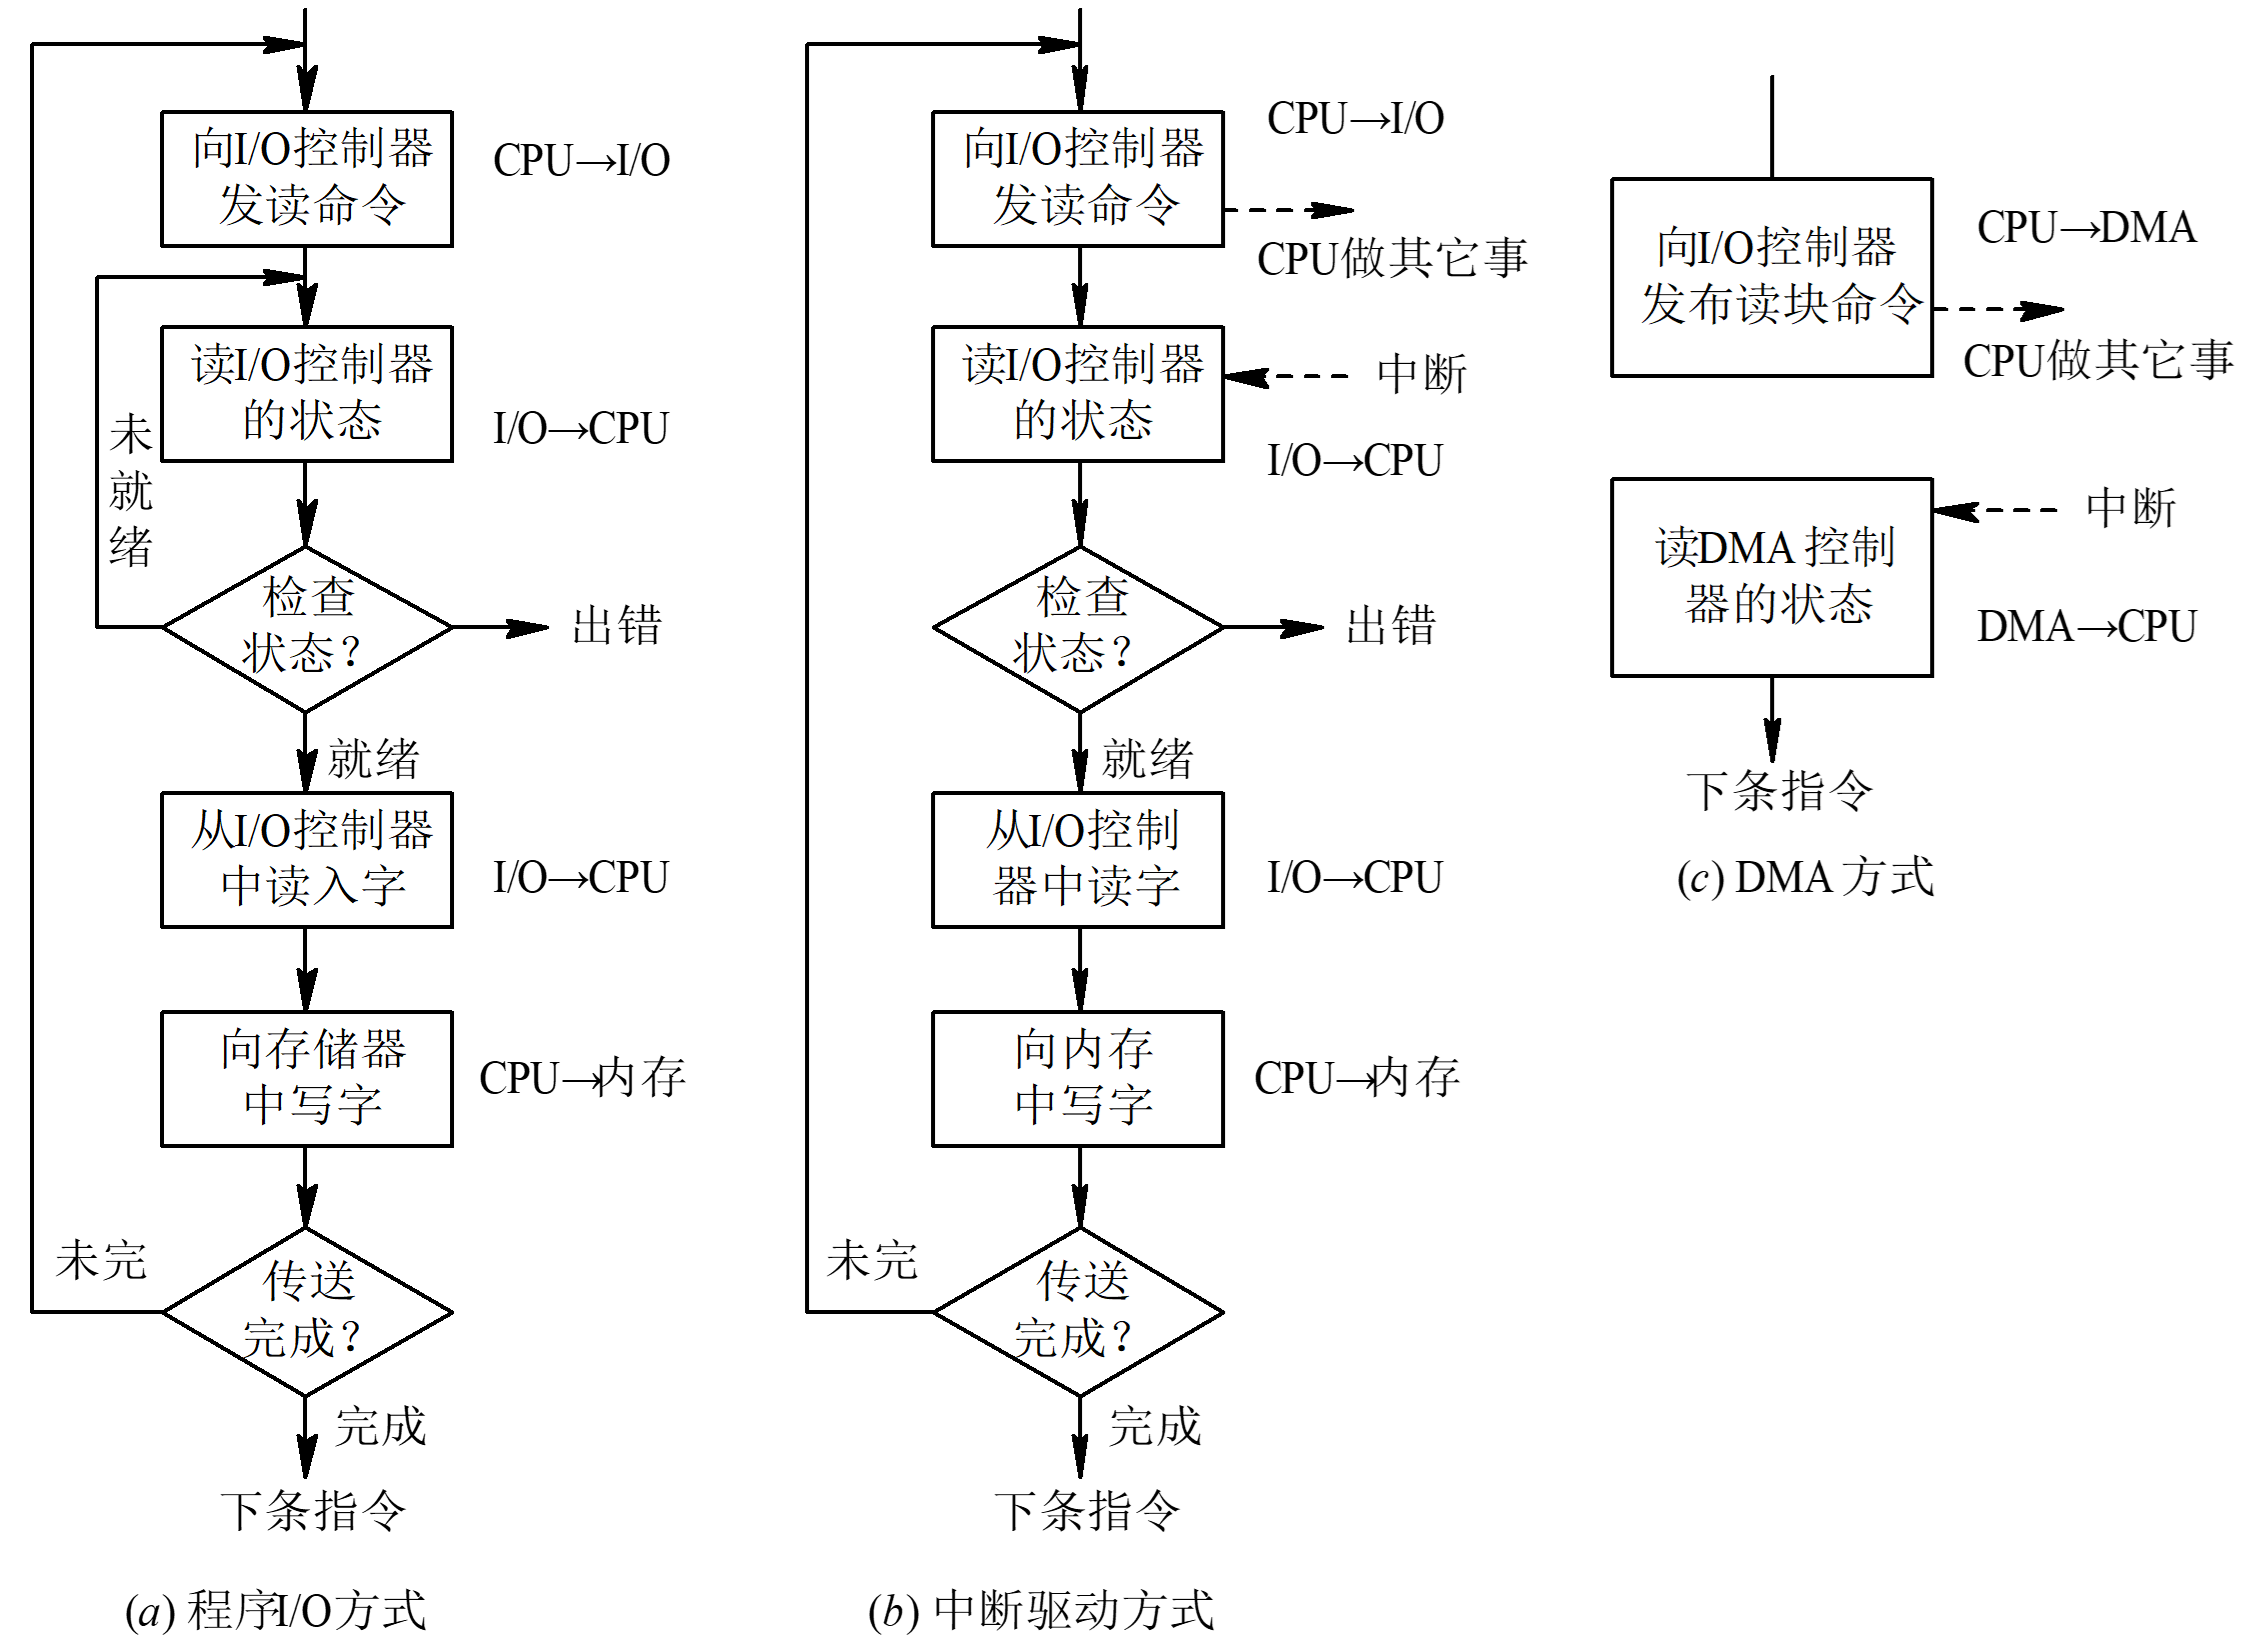 向I/O控制器
发读命令
CPU→I/O
读I/O控制器
的状态
I/O→CPU
未
就
绪
检查
状态?
出错
就绪
从I/O控制器
中读入字
I/O→CPU
向存储器
中写字
CPU→内存
未完
传送
完成?
完成
下条指令
(a) 程序I/O方式
向I/O控制器
发读命令
CPU→I/O
CPU做其它事
读I/O控制器
的状态
中断
I/O→CPU
检查
状态?
出错
就绪
从I/O控制
器中读字
I/O→CPU
向内存
中写字
CPU→内存
未完
传送
完成?
完成
下条指令
(b) 中断驱动方式
向I/O控制器
发布读块命令
CPU→DMA
CPU做其它事
读DMA 控制
器的状态
中断
DMA→CPU
下条指令
(c) DMA 方式